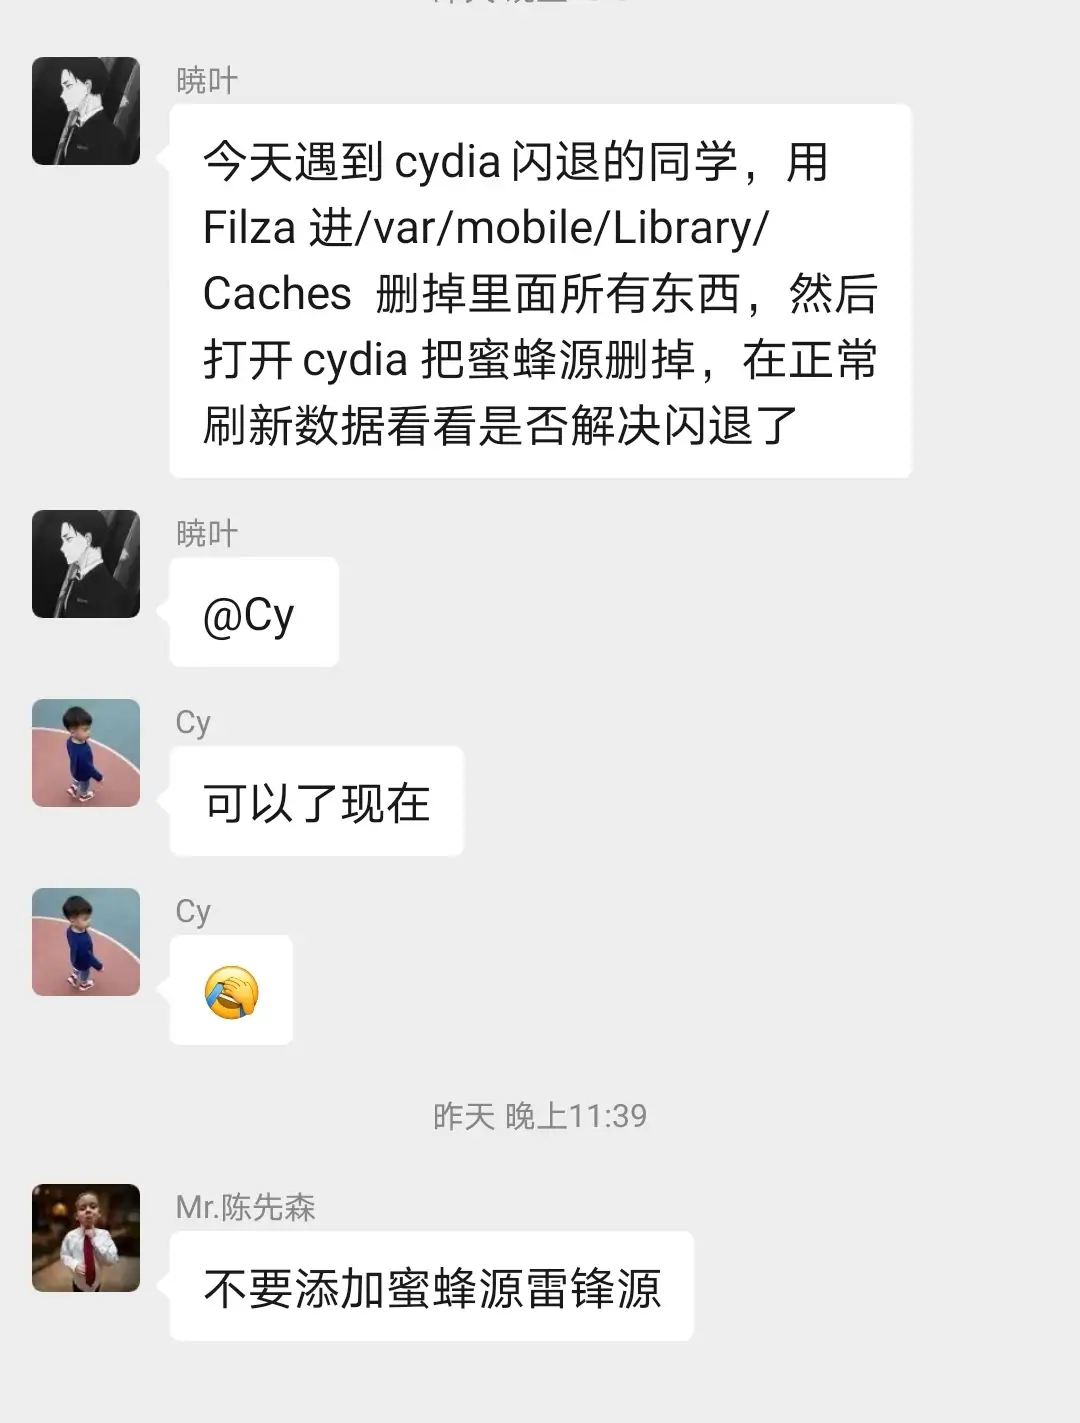 暁叶
今天遇到 cydia 闪退的同学，用
Filza 进/var/mobile/Library/
Caches 删掉里面所有东西，然后
打开 cydia 把蜜蜂源删掉，在正常
刷新数据看看是否解决闪退了
暁叶
@Cy
Cy
可以了现在
Cy
🤣
昨天 晚上11:39
Mr.陈先森
不要添加蜜蜂源雷锋源